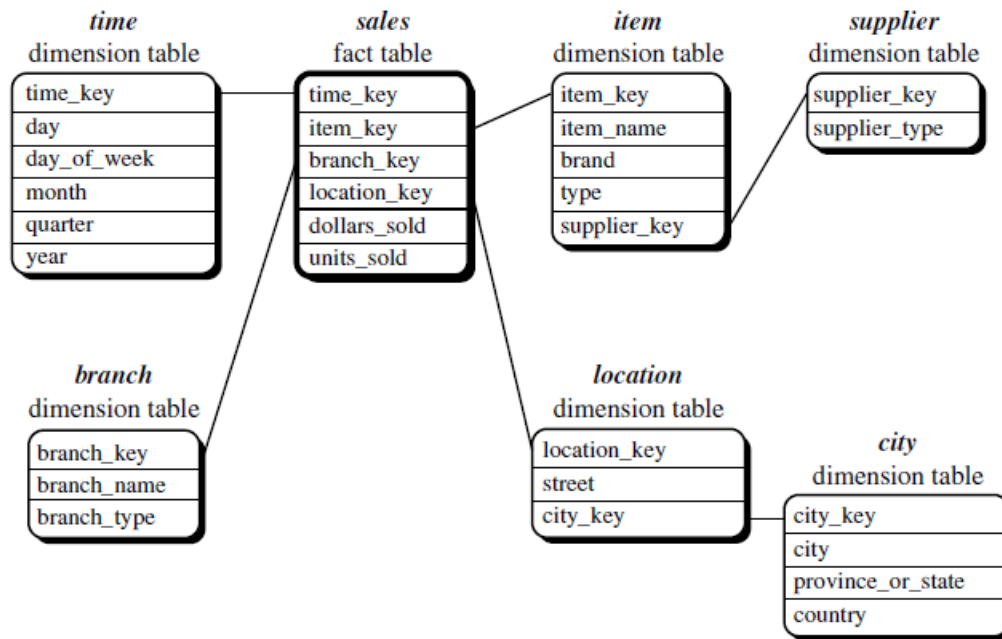 time
dimension table
time_key
day
day_of_week
month
quarter
year
sales
fact table
time_key
item_key
branch_key
location_key
dollars_sold
units_sold
item
dimension table
item_key
item_name
brand
type
supplier_key
supplier
dimension table
supplier_key
supplier_type
branch
dimension table
branch_key
branch_name
branch_type
location
dimension table
location_key
street
city_key
city
dimension table
city_key
city
province_or_state
country